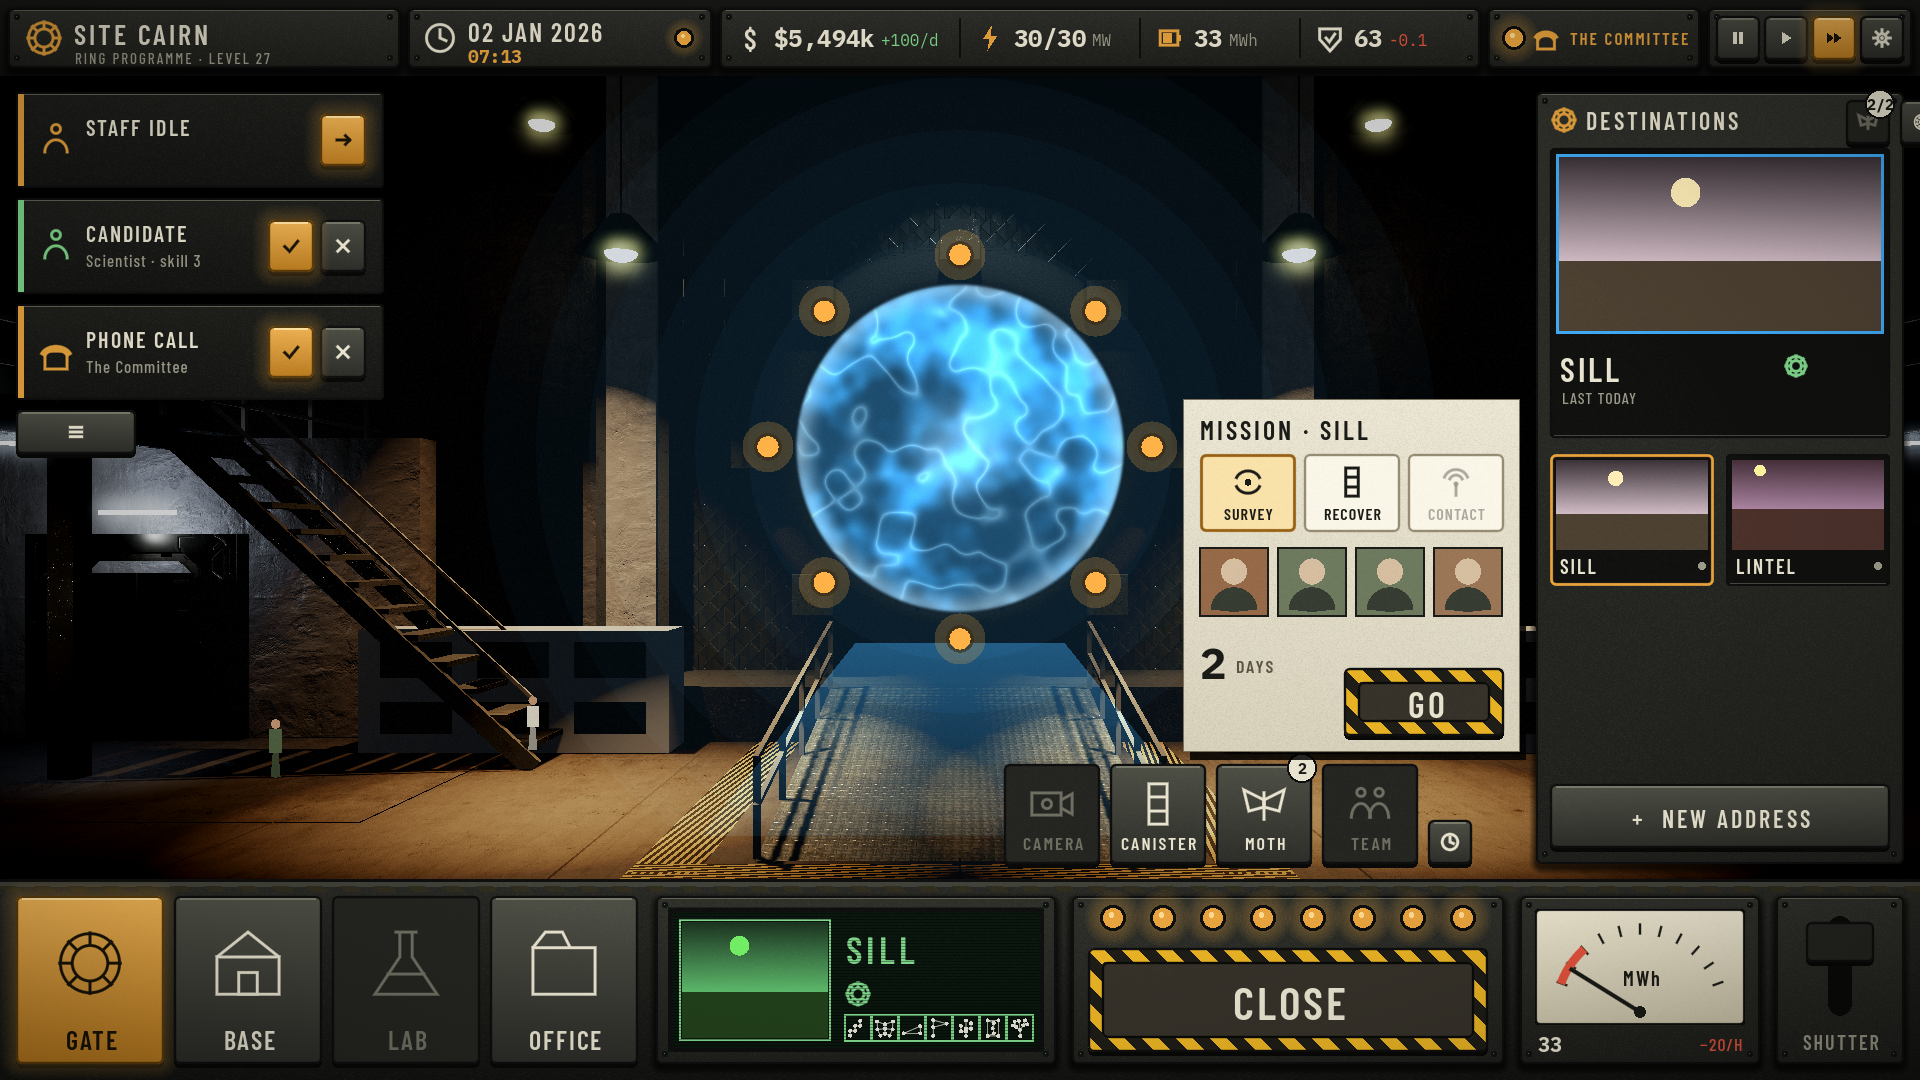 SITE CAIRN
RING PROGRAMME · LEVEL 27
02 JAN 2026
07:13
$ $5,494k +100/d
30/30 MW
33 MWh
63 -0.1
THE COMMITTEE
STAFF IDLE
CANDIDATE
Scientist · skill 3
PHONE CALL
The Committee
DESTINATIONS
2/2
SILL
LAST TODAY
SILL
LINTEL
+ NEW ADDRESS
MISSION · SILL
SURVEY
RECOVER
CONTACT
2 DAYS
GO
CAMERA
CANISTER
MOTH
2
TEAM
GATE
BASE
LAB
OFFICE
SILL
CLOSE
MWh
33
−20/H
SHUTTER